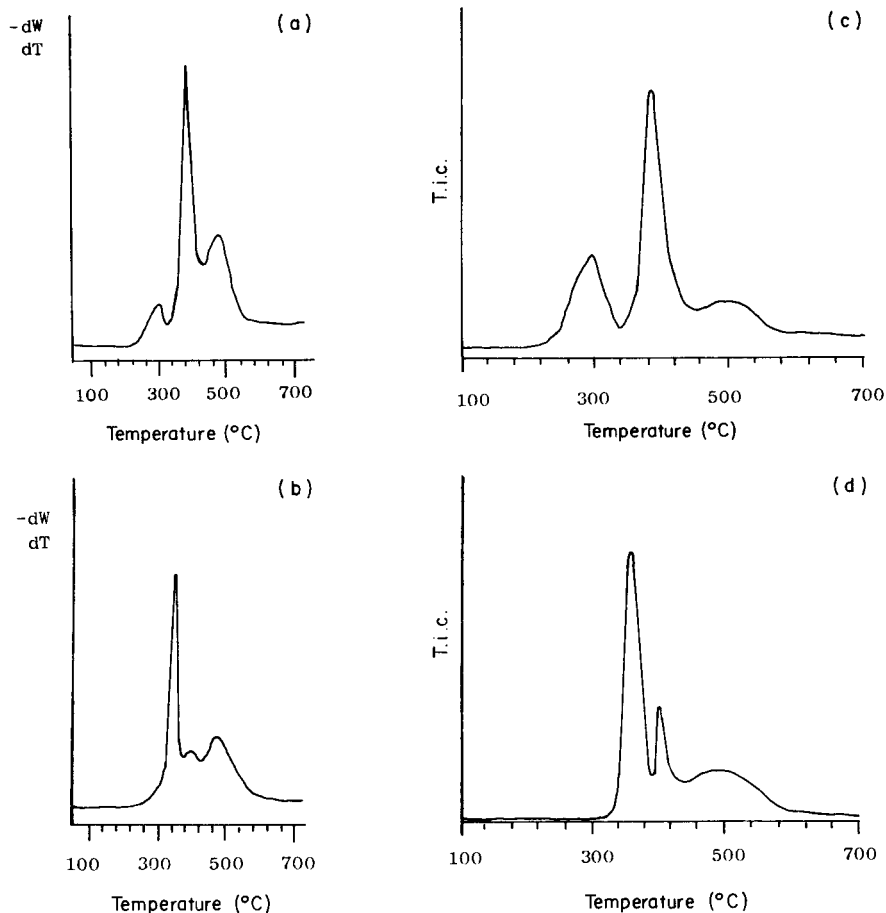 -dW
dT
(a)
100 300 500 700
Temperature (°C)
(c)
T.i.c.
100 300 500 700
Temperature (°C)
-dW
dT
(b)
100 300 500 700
Temperature (°C)
(d)
T.i.c.
100 300 500 700
Temperature (°C)